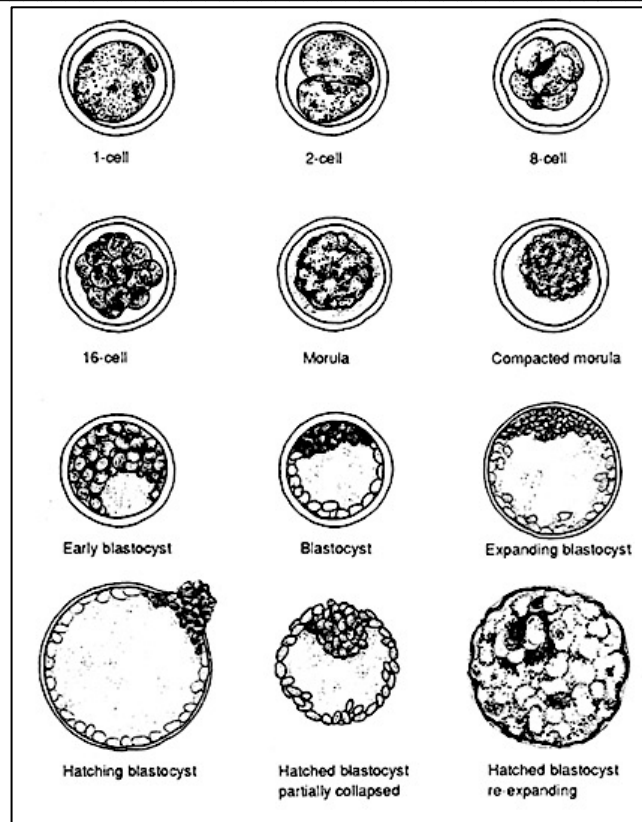 1-cell
2-cell
8-cell
16-cell
Morula
Compacted morula
Early blastocyst
Blastocyst
Expanding blastocyst
Hatching blastocyst
Hatched blastocyst
partially collapsed
Hatched blastocyst
re-expanding